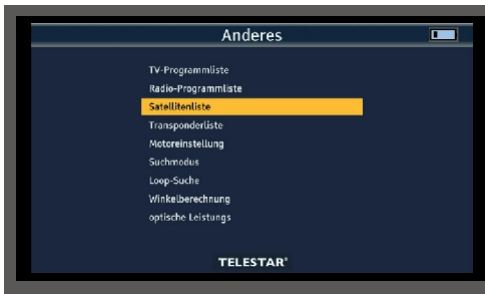 Anderes
TV-Programmliste
Radio-Programmliste
Satellitenliste
Transponderliste
Motoreinstellung
Suchmodus
Loop-Suche
Winkelberechnung
optische Leistungs
TELESTAR